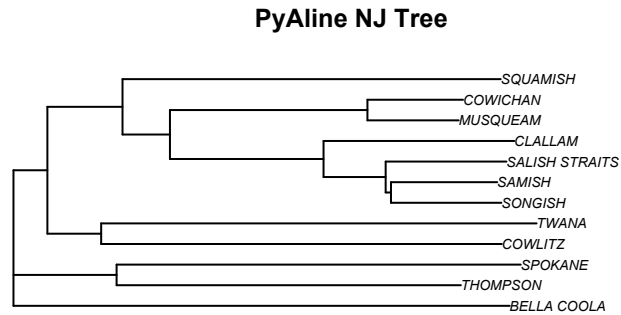 PyAline NJ Tree
SQUAMISH
COWICHAN
MUSQUEAM
CLALLAM
SALISH STRAITS
SAMISH
SONGISH
TWANA
COWLITZ
SPOKANE
THOMPSON
BELLA COOLA